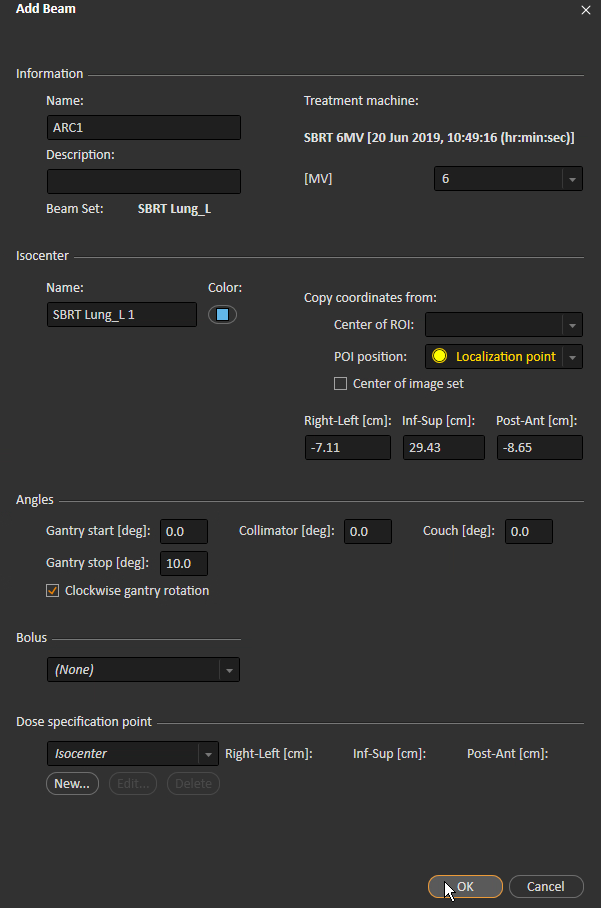 Add Beam
Information
Name:
Treatment machine:
ARC1
SBRT 6MV [20 Jun 2019, 10:49:16 (hr:min:sec)]
Description:
[MV]
6
Beam Set: SBRT Lung_L
Isocenter
Name: Color:
Copy coordinates from:
SBRT Lung_L 1
Center of ROI:
POI position: Localization point
Center of image set
Right-Left [cm]: Inf-Sup [cm]: Post-Ant [cm]:
-7.11 29.43 -8.65
Angles
Gantry start [deg]: 0.0 Collimator [deg]: 0.0 Couch [deg]: 0.0
Gantry stop [deg]: 10.0
Clockwise gantry rotation
Bolus
(None)
Dose specification point
Isocenter Right-Left [cm]: Inf-Sup [cm]: Post-Ant [cm]:
New... Edit... Delete
OK Cancel